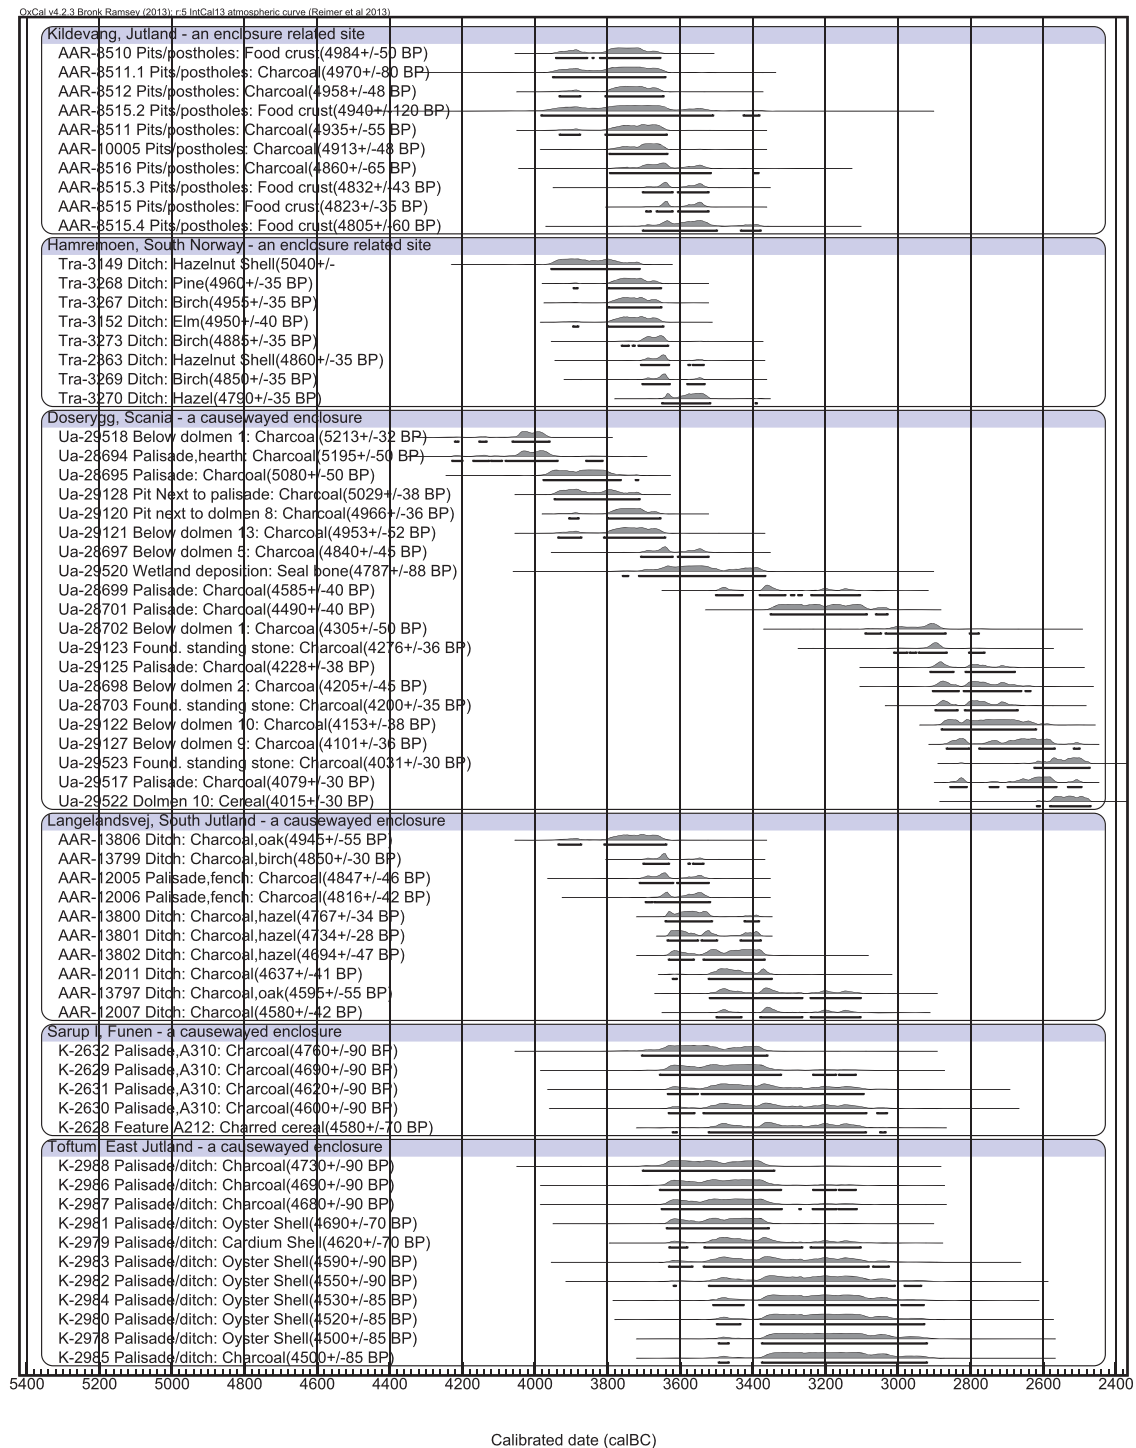 OxCal v4.2.3 Bronk Ramsey (2013); r:5 IntCal13 atmospheric curve (Reimer et al 2013)
Kildevang, Jutland - an enclosure related site
AAR-8510 Pits/postholes: Food crust(4984+/-50 BP)
AAR-8511.1 Pits/postholes: Charcoal(4970+/-80 BP)
AAR-8512 Pits/postholes: Charcoal(4958+/-48 BP)
AAR-8515.2 Pits/postholes: Food crust(4940+/-120 BP)
AAR-8511 Pits/postholes: Charcoal(4935+/-55 BP)
AAR-10005 Pits/postholes: Charcoal(4913+/-48 BP)
AAR-8516 Pits/postholes: Charcoal(4860+/-65 BP)
AAR-8515.3 Pits/postholes: Food crust(4832+/-43 BP)
AAR-8515 Pits/postholes: Food crust(4823+/-35 BP)
AAR-8515.4 Pits/postholes: Food crust(4805+/-60 BP)
Hamremoen, South Norway - an enclosure related site
Tra-3149 Ditch: Hazelnut Shell(5040+/-
Tra-3268 Ditch: Pine(4960+/-35 BP)
Tra-3267 Ditch: Birch(4955+/-35 BP)
Tra-3152 Ditch: Elm(4950+/-40 BP)
Tra-3273 Ditch: Birch(4885+/-35 BP)
Tra-2363 Ditch: Hazelnut Shell(4860+/-35 BP)
Tra-3269 Ditch: Birch(4850+/-35 BP)
Tra-3270 Ditch: Hazel(4790+/-35 BP)
Doserygg, Scania - a causewayed enclosure
Ua-29518 Below dolmen 1: Charcoal(5213+/-32 BP)
Ua-28694 Palisade,hearth: Charcoal(5195+/-50 BP)
Ua-28695 Palisade: Charcoal(5080+/-50 BP)
Ua-29128 Pit Next to palisade: Charcoal(5029+/-38 BP)
Ua-29120 Pit next to dolmen 8: Charcoal(4966+/-36 BP)
Ua-29121 Below dolmen 13: Charcoal(4953+/-52 BP)
Ua-28697 Below dolmen 5: Charcoal(4840+/-45 BP)
Ua-29520 Wetland deposition: Seal bone(4787+/-88 BP)
Ua-28699 Palisade: Charcoal(4585+/-40 BP)
Ua-28701 Palisade: Charcoal(4490+/-40 BP)
Ua-28702 Below dolmen 1: Charcoal(4305+/-50 BP)
Ua-29123 Found. standing stone: Charcoal(4276+/-36 BP)
Ua-29125 Palisade: Charcoal(4228+/-38 BP)
Ua-28698 Below dolmen 2: Charcoal(4205+/-45 BP)
Ua-28703 Found. standing stone: Charcoal(4200+/-35 BP)
Ua-29122 Below dolmen 10: Charcoal(4153+/-38 BP)
Ua-29127 Below dolmen 9: Charcoal(4101+/-36 BP)
Ua-29523 Found. standing stone: Charcoal(4031+/-30 BP)
Ua-29517 Palisade: Charcoal(4079+/-30 BP)
Ua-29522 Dolmen 10: Cereal(4015+/-30 BP)
Langelandsvej, South Jutland - a causewayed enclosure
AAR-13806 Ditch: Charcoal,oak(4945+/-55 BP)
AAR-13799 Ditch: Charcoal,birch(4850+/-30 BP)
AAR-12005 Palisade,fench: Charcoal(4847+/-46 BP)
AAR-12006 Palisade,fench: Charcoal(4816+/-42 BP)
AAR-13800 Ditch: Charcoal,hazel(4767+/-34 BP)
AAR-13801 Ditch: Charcoal,hazel(4734+/-28 BP)
AAR-13802 Ditch: Charcoal,hazel(4694+/-47 BP)
AAR-12011 Ditch: Charcoal(4637+/-41 BP)
AAR-13797 Ditch: Charcoal,oak(4595+/-55 BP)
AAR-12007 Ditch: Charcoal(4580+/-42 BP)
Sarup I, Funen - a causewayed enclosure
K-2632 Palisade,A310: Charcoal(4760+/-90 BP)
K-2629 Palisade,A310: Charcoal(4690+/-90 BP)
K-2631 Palisade,A310: Charcoal(4620+/-90 BP)
K-2630 Palisade,A310: Charcoal(4600+/-90 BP)
K-2628 Feature A212: Charred cereal(4580+/-70 BP)
Toftum, East Jutland - a causewayed enclosure
K-2988 Palisade/ditch: Charcoal(4730+/-90 BP)
K-2986 Palisade/ditch: Charcoal(4690+/-90 BP)
K-2987 Palisade/ditch: Charcoal(4680+/-90 BP)
K-2981 Palisade/ditch: Oyster Shell(4690+/-70 BP)
K-2979 Palisade/ditch: Cardium Shell(4620+/-70 BP)
K-2983 Palisade/ditch: Oyster Shell(4590+/-90 BP)
K-2982 Palisade/ditch: Oyster Shell(4550+/-90 BP)
K-2984 Palisade/ditch: Oyster Shell(4530+/-85 BP)
K-2980 Palisade/ditch: Oyster Shell(4520+/-85 BP)
K-2978 Palisade/ditch: Oyster Shell(4500+/-85 BP)
K-2985 Palisade/ditch: Charcoal(4500+/-85 BP)
5400 5200 5000 4800 4600 4400 4200 4000 3800 3600 3400 3200 3000 2800 2600 2400
Calibrated date (calBC)